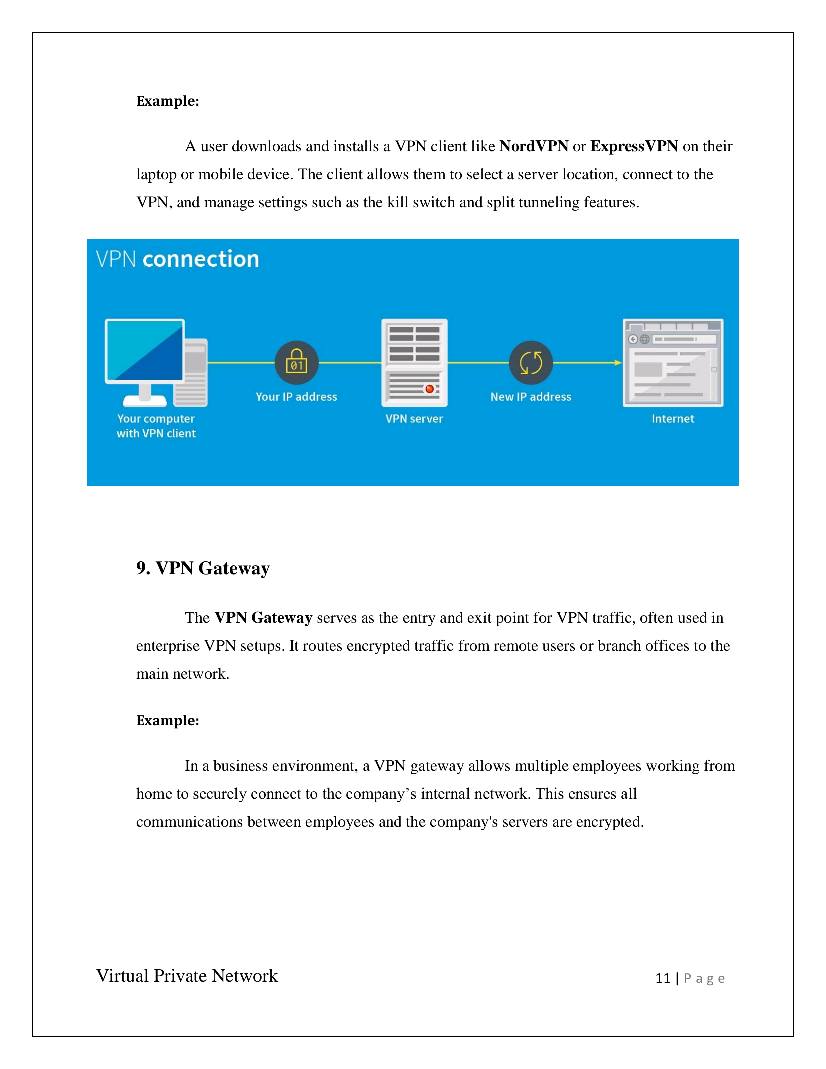 Example:
A user downloads and installs a VPN client like NordVPN or ExpressVPN on their
laptop or mobile device. The client allows them to select a server location, connect to the
VPN, and manage settings such as the kill switch and split tunneling features.
VPN connection
01
Your IP address
New IP address
Your computer
with VPN client
VPN server
Internet
9. VPN Gateway
The VPN Gateway serves as the entry and exit point for VPN traffic, often used in
enterprise VPN setups. It routes encrypted traffic from remote users or branch offices to the
main network.
Example:
In a business environment, a VPN gateway allows multiple employees working from
home to securely connect to the company’s internal network. This ensures all
communications between employees and the company's servers are encrypted.
Virtual Private Network
11 | Page